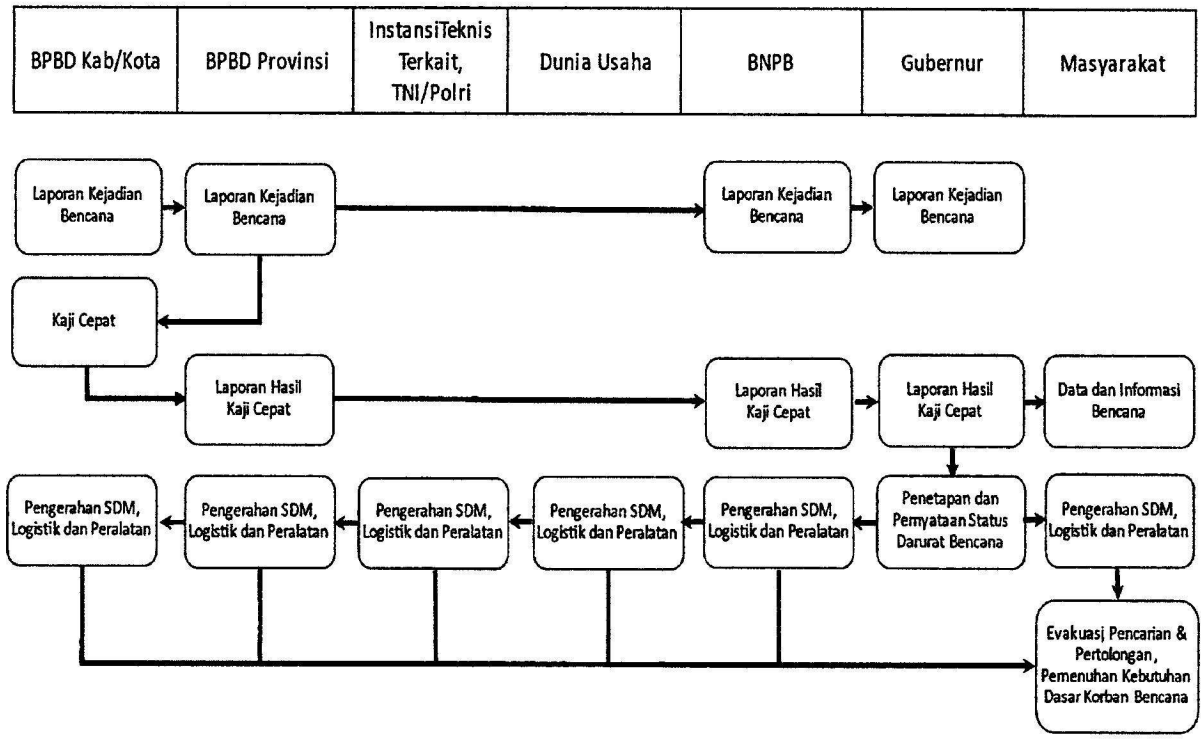 BPBD Kab/Kota
BPBD Provinsi
InstansiTeknis
Terkait,
TNI/Polri
Dunia Usaha
BNPB
Gubernur
Masyarakat
Laporan Kejadian
Bencana
Laporan Kejadian
Bencana
Laporan Kejadian
Bencana
Laporan Kejadian
Bencana
Kaji Cepat
Laporan Hasil
Kaji Cepat
Laporan Hasil
Kaji Cepat
Laporan Hasil
Kaji Cepat
Data dan Informasi
Bencana
Pengerahan SDM,
Logistik dan Peralatan
Pengerahan SDM,
Logistik dan Peralatan
Pengerahan SDM,
Logistik dan Peralatan
Pengerahan SDM,
Logistik dan Peralatan
Pengerahan SDM,
Logistik dan Peralatan
Penetapan dan
Pernyataan Status
Darurat Bencana
Pengerahan SDM,
Logistik dan Peralatan
Evakuasi, Pencarian &
Pertolongan,
Pemenuhan Kebutuhan
Dasar Korban Bencana